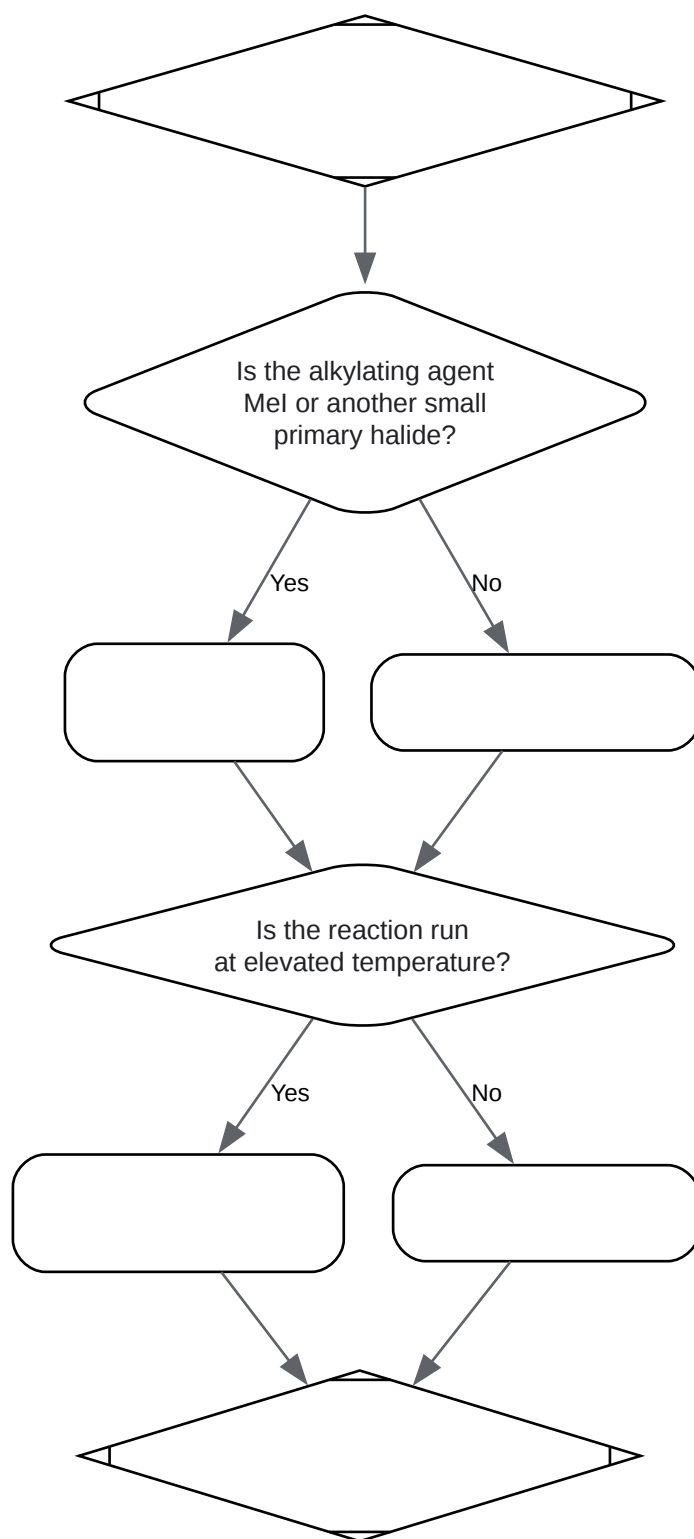 Is the alkylating agent
MeI or another small
primary halide?
Yes
No
Is the reaction run
at elevated temperature?
Yes
No